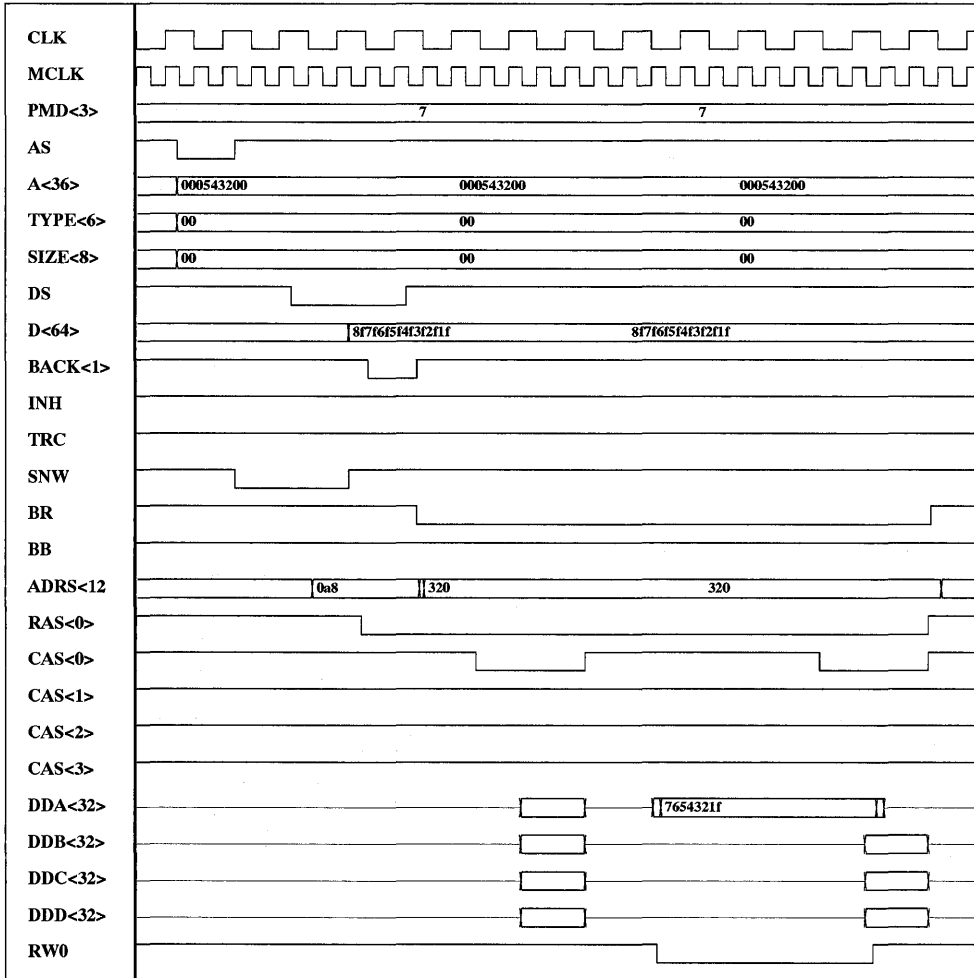 CLK
MCLK
PMD<3> 7 7
AS
A<36> 000543200 000543200 000543200
TYPE<6> 00 00 00
SIZE<8> 00 00 00
DS
D<64> 8f7f6f5f4f3f2f1f 8f7f6f5f4f3f2f1f
BACK<1>
INH
TRC
SNW
BR
BB
ADRS<12 0a8 320 320
RAS<0>
CAS<0>
CAS<1>
CAS<2>
CAS<3>
DDA<32> 7654321f
DDB<32>
DDC<32>
DDD<32>
RW0